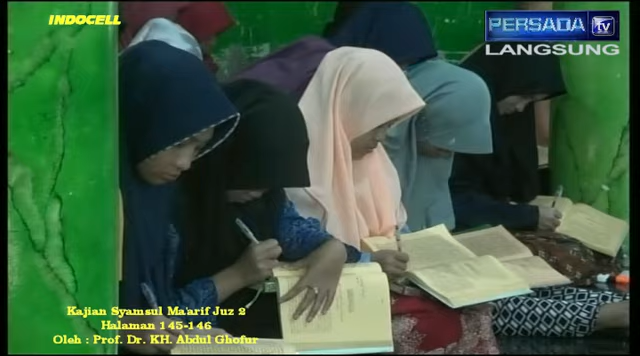 INDOCELL
PERSADA TV
LANGSUNG
Kajian Syamsul Ma'arif Juz 2
Halaman 145-146
Oleh : Prof. Dr. KH. Abdul Ghofur